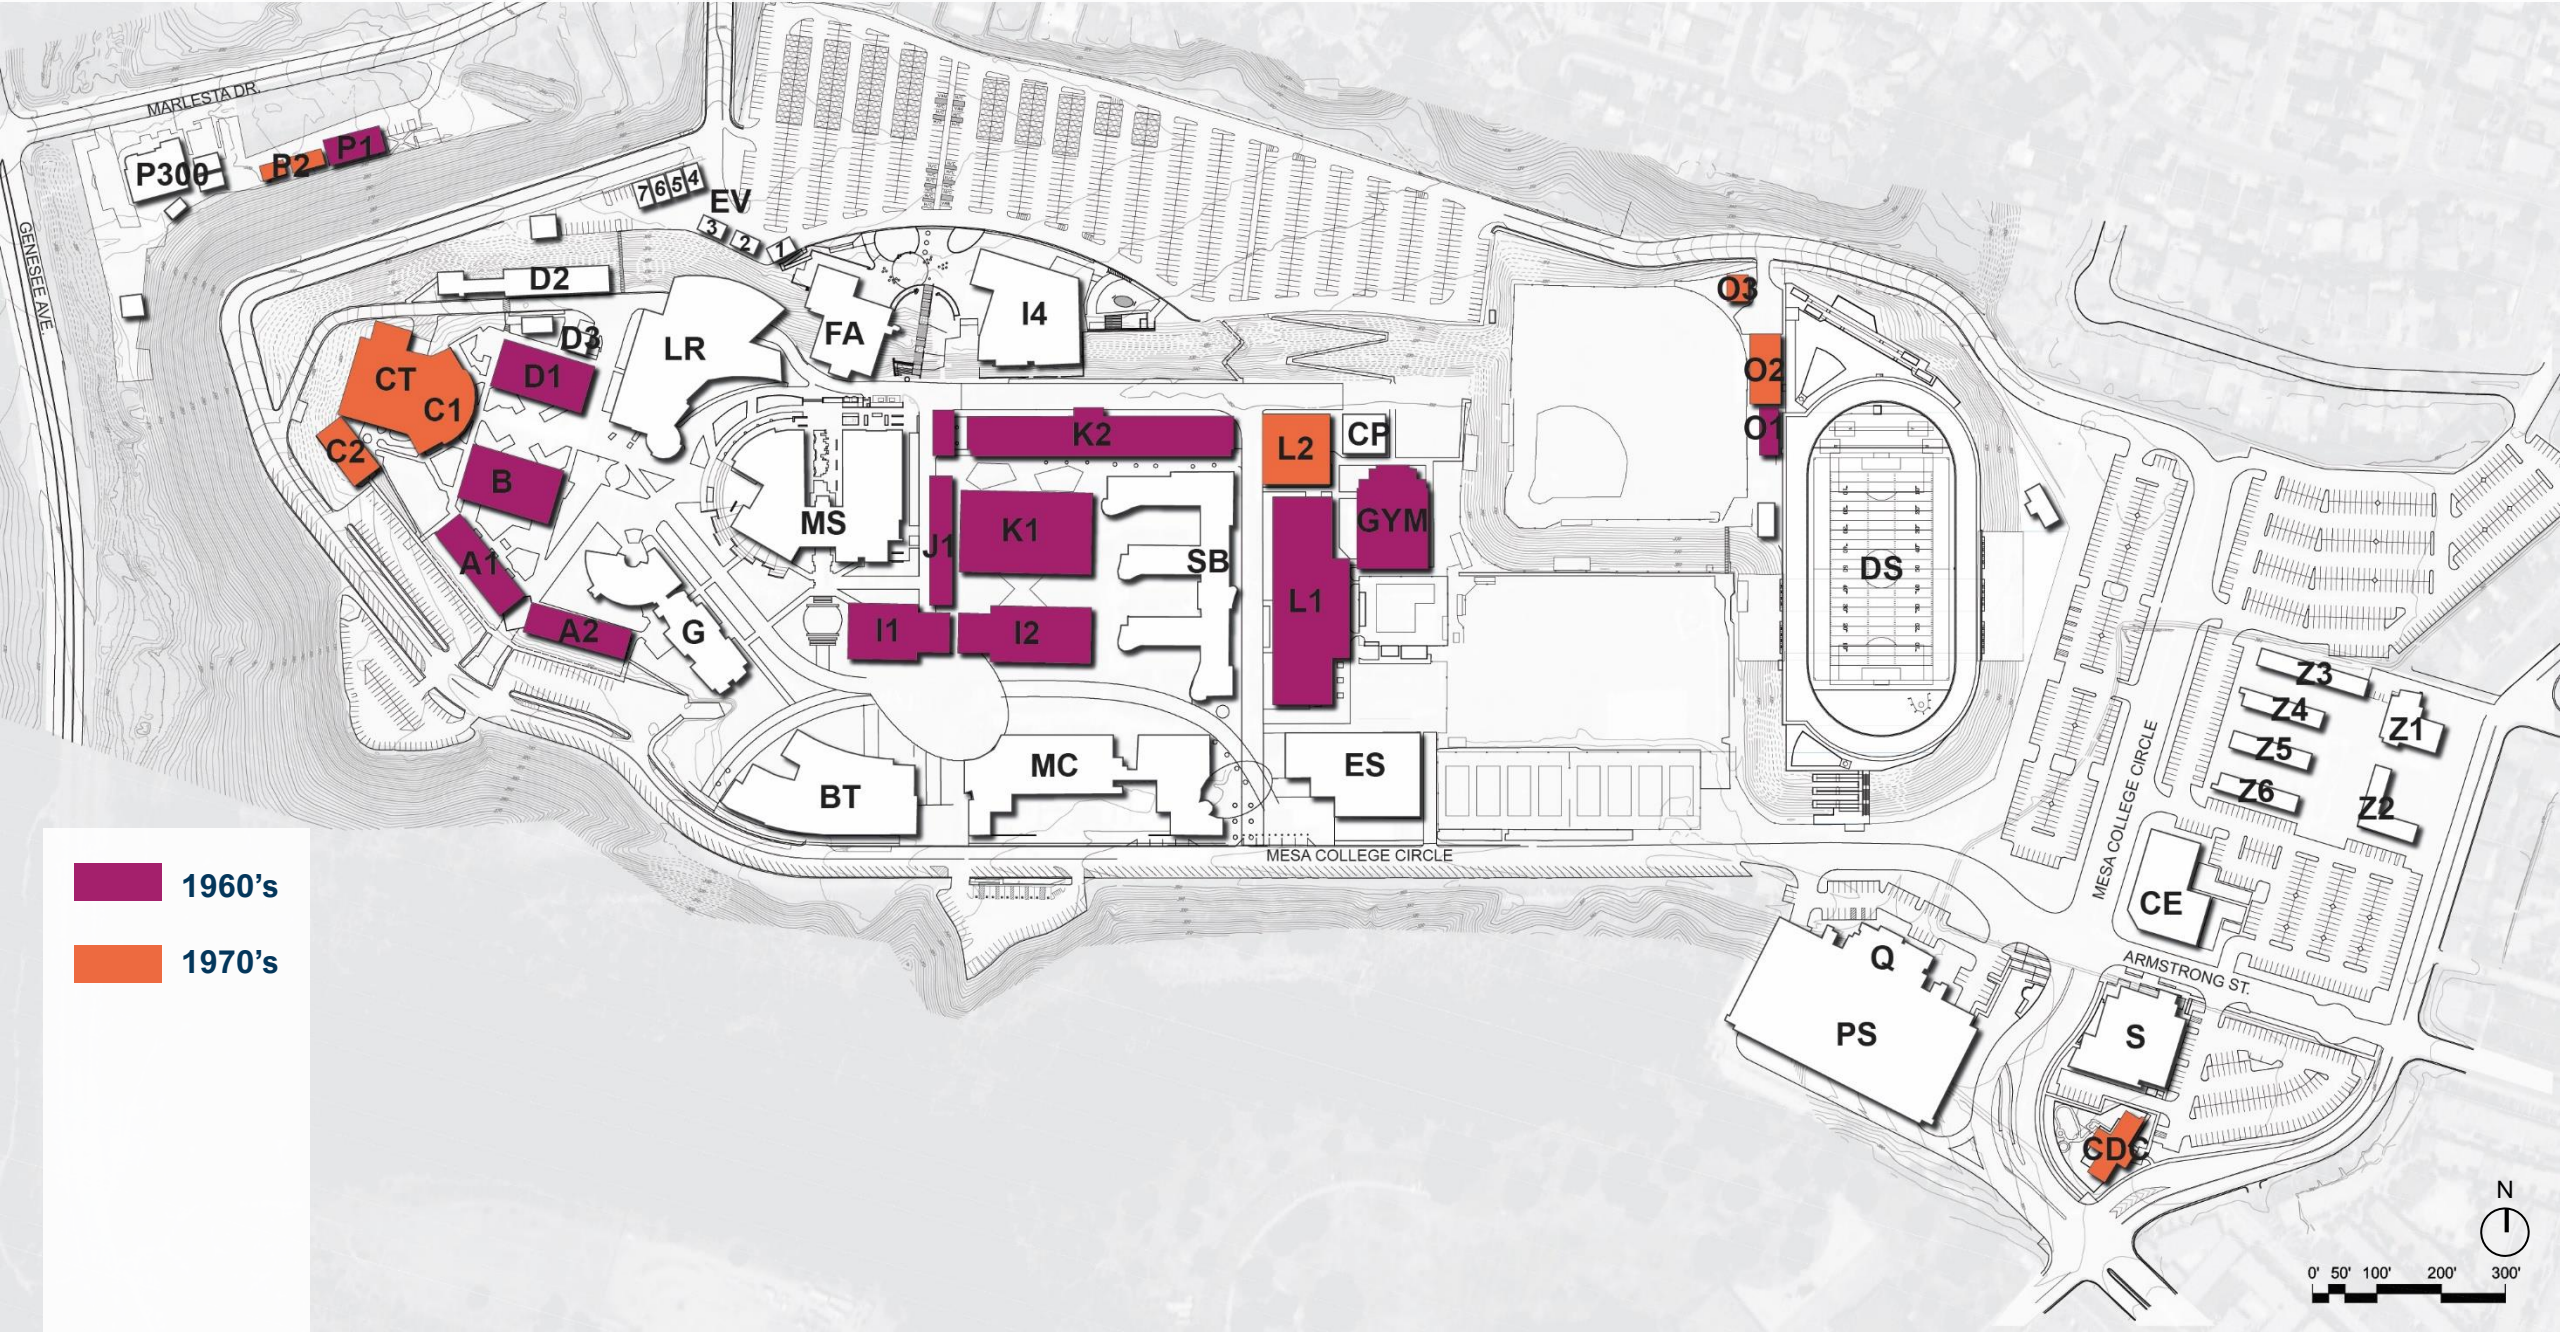 MARLESTA DR.
P300
P2
P1
GENESEE AVE.
7 6 5 4
EV
3 2 1
D2
D3
LR
FA
I4
O3
CT
C1
D1
O2
O1
C2
B
MS
K2
L2
CP
J1
K1
SB
GYM
DS
A1
A2
G
I1
I2
L1
Z3
Z4
Z1
Z5
Z6
Z2
BT
MC
ES
MESA COLLEGE CIRCLE
MESA COLLEGE CIRCLE
CE
1960’s
1970’s
Q
PS
ARMSTRONG ST.
S
CDC
N
0' 50' 100' 200' 300'